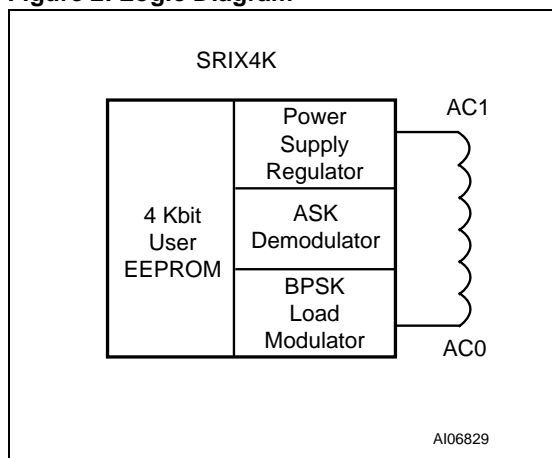 Figure 2. Logic Diagram
SRIX4K
AC1
Power
Supply
Regulator
4 Kbit
User
EEPROM
ASK
Demodulator
BPSK
Load
Modulator
AC0
AI06829